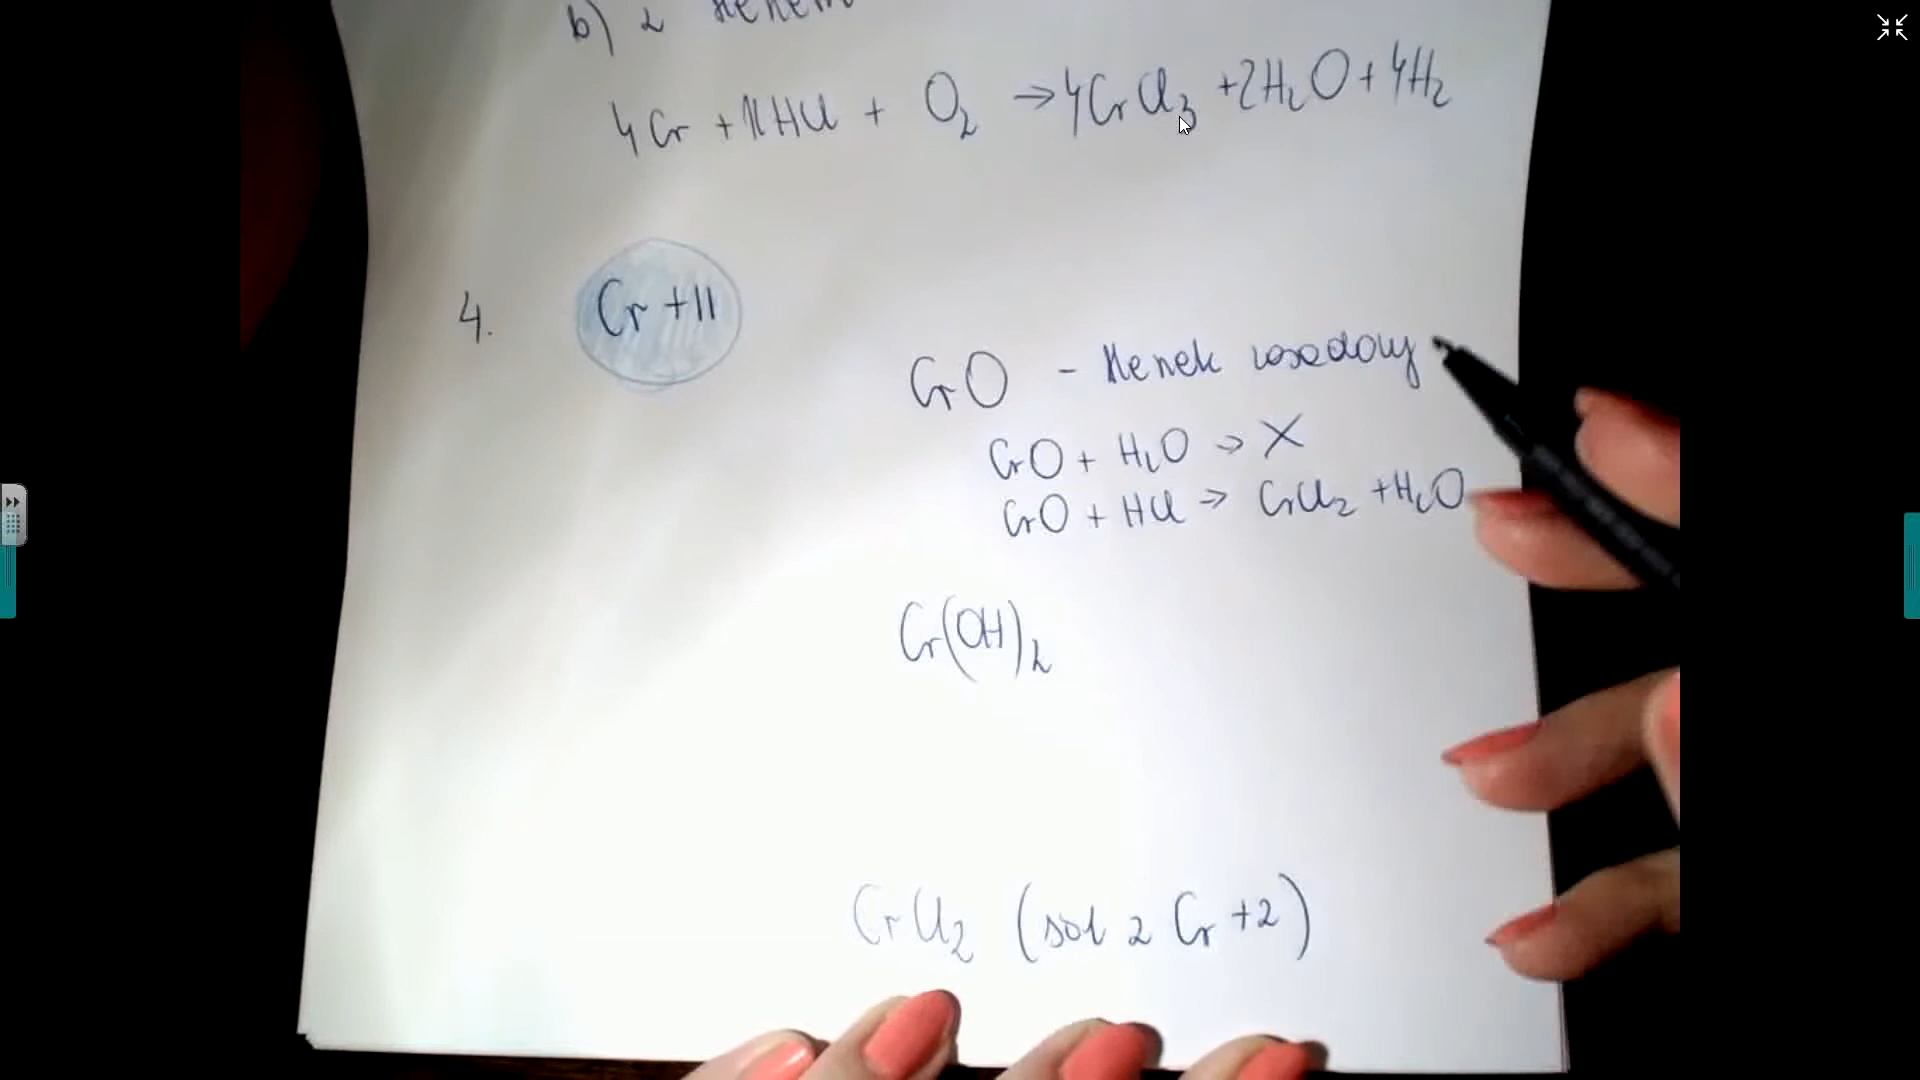 b) z tlenem
4Cr + 12HCl + O₂ → 4CrCl₃ + 2H₂O + 4H₂
4. Cr +II
CrO - tlenek zasadowy
CrO + H₂O → X
CrO + HCl → CrCl₂ + H₂O
Cr(OH)₂
CrCl₂ (sól z Cr +2)